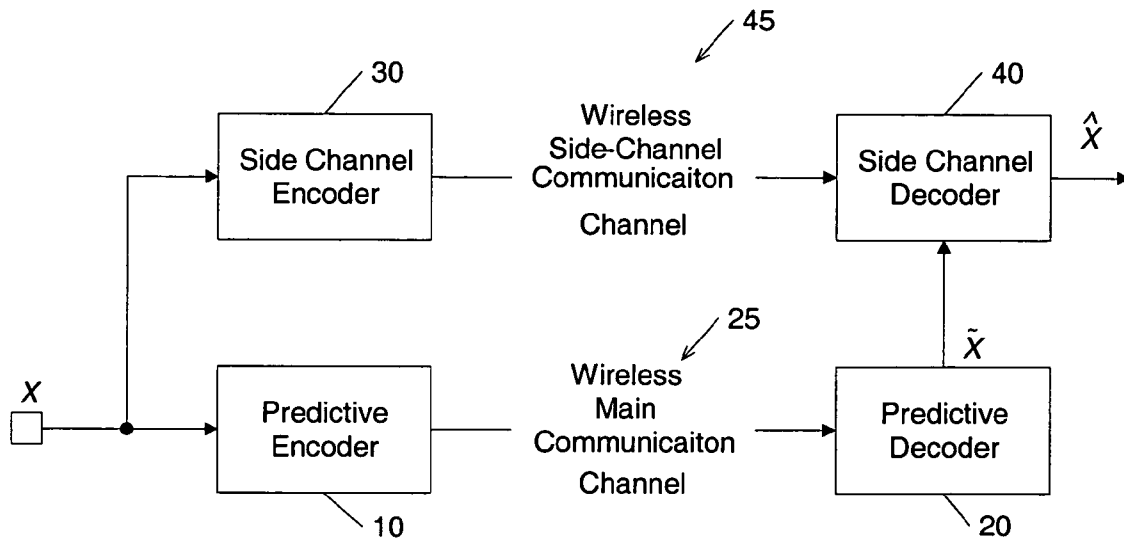 45
30
40
Wireless
Side-Channel
Communicaiton
Channel
Side Channel
Encoder
Side Channel
Decoder
X̂
25
X̃
X
Wireless
Main
Communicaiton
Channel
Predictive
Encoder
Predictive
Decoder
10
20